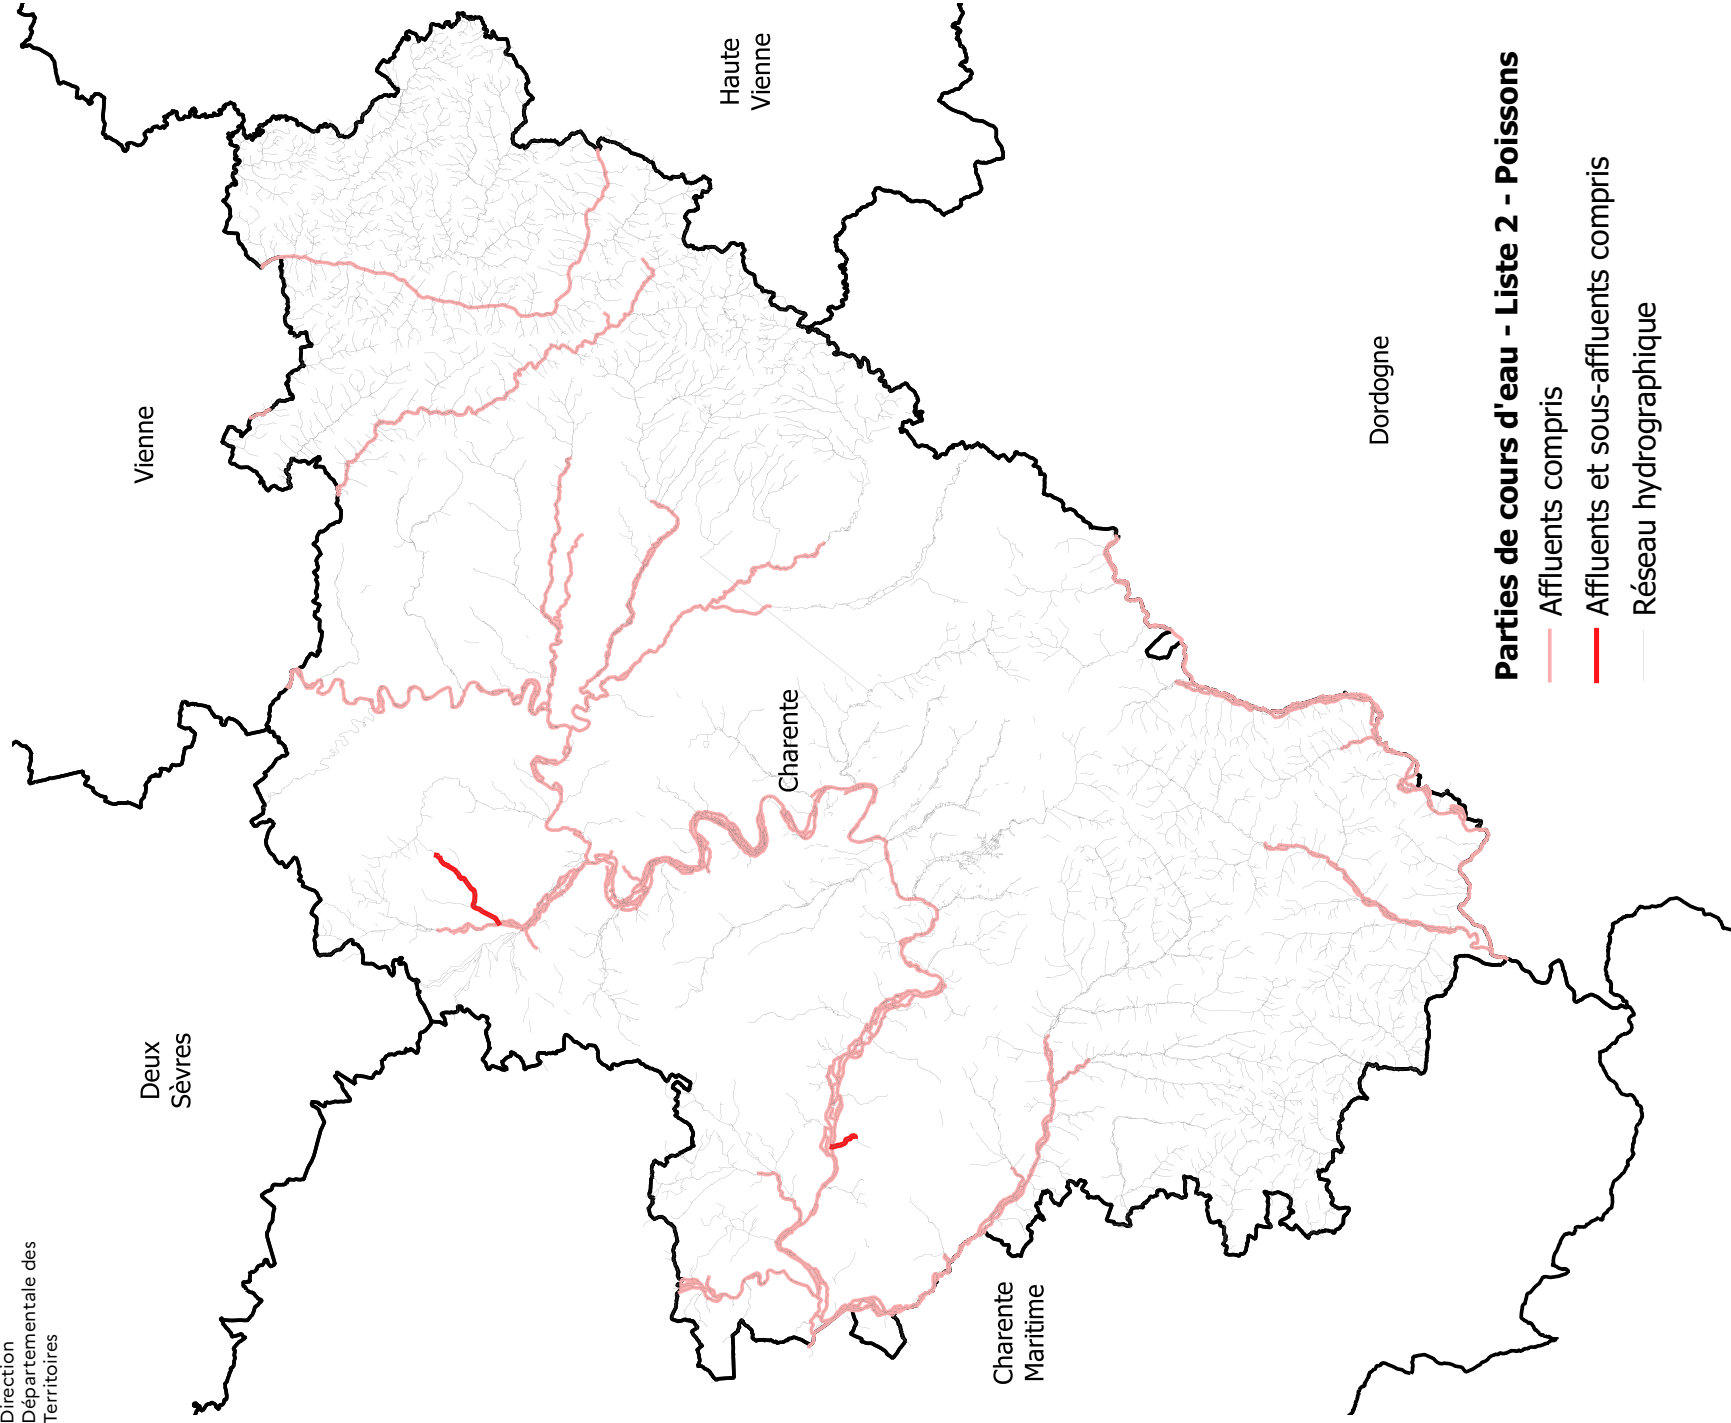 Direction
Départementale des
Territoires
Deux
Sèvres
Vienne
Haute
Vienne
Charente
Charente
Maritime
Dordogne
Parties de cours d'eau - Liste 2 - Poissons
Affluents compris
Affluents et sous-affluents compris
Réseau hydrographique